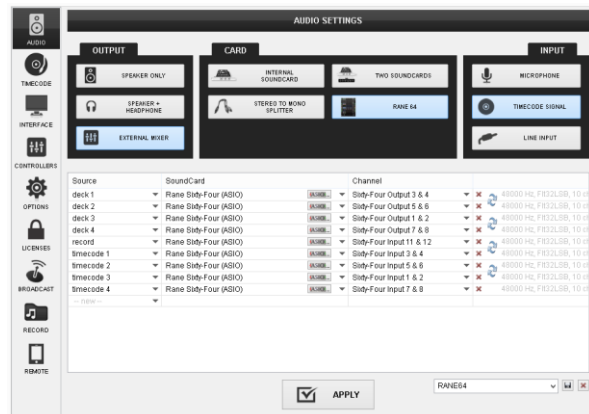 AUDIO SETTINGS
AUDIO
TIMECODE
INTERFACE
CONTROLLERS
OPTIONS
LICENSES
BROADCAST
RECORD
REMOTE
OUTPUT
SPEAKER ONLY
SPEAKER +
HEADPHONE
EXTERNAL MIXER
CARD
INTERNAL
SOUNDCARD
TWO SOUNDCARDS
STEREO TO MONO
SPLITTER
RANE 64
INPUT
MICROPHONE
TIMECODE SIGNAL
LINE INPUT
Source SoundCard Channel
deck 1 Rane Sixty-Four (ASIO) Sixty-Four Output 3 & 4 48000 Hz, Flt32LSB, 10 ch
deck 2 Rane Sixty-Four (ASIO) Sixty-Four Output 5 & 6 48000 Hz, Flt32LSB, 10 ch
deck 3 Rane Sixty-Four (ASIO) Sixty-Four Output 1 & 2 48000 Hz, Flt32LSB, 10 ch
deck 4 Rane Sixty-Four (ASIO) Sixty-Four Output 7 & 8 48000 Hz, Flt32LSB, 10 ch
record Rane Sixty-Four (ASIO) Sixty-Four Input 11 & 12 48000 Hz, Flt32LSB, 10 ch
timecode 1 Rane Sixty-Four (ASIO) Sixty-Four Input 3 & 4 48000 Hz, Flt32LSB, 10 ch
timecode 2 Rane Sixty-Four (ASIO) Sixty-Four Input 5 & 6 48000 Hz, Flt32LSB, 10 ch
timecode 3 Rane Sixty-Four (ASIO) Sixty-Four Input 1 & 2 48000 Hz, Flt32LSB, 10 ch
timecode 4 Rane Sixty-Four (ASIO) Sixty-Four Input 7 & 8 48000 Hz, Flt32LSB, 10 ch
-- new --
APPLY
RANE64